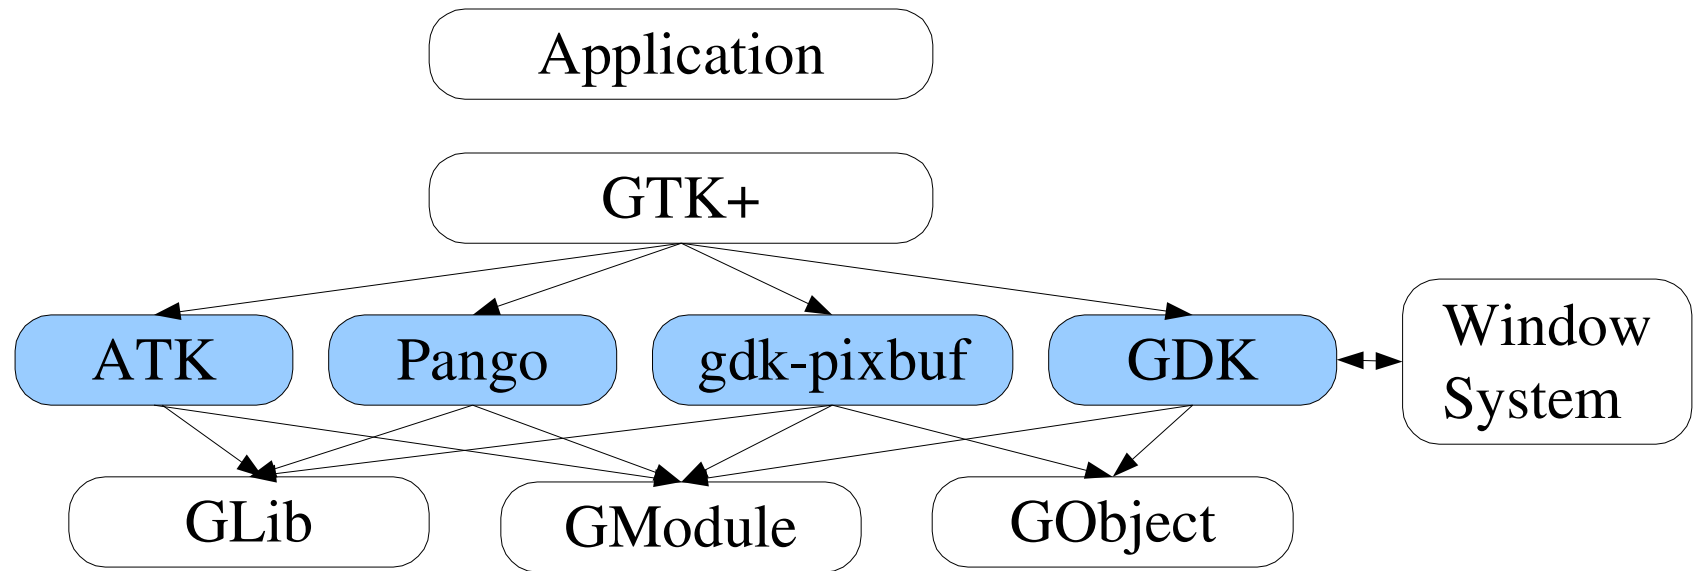 Application
GTK+
ATK
Pango
gdk-pixbuf
GDK
Window
System
GLib
GModule
GObject